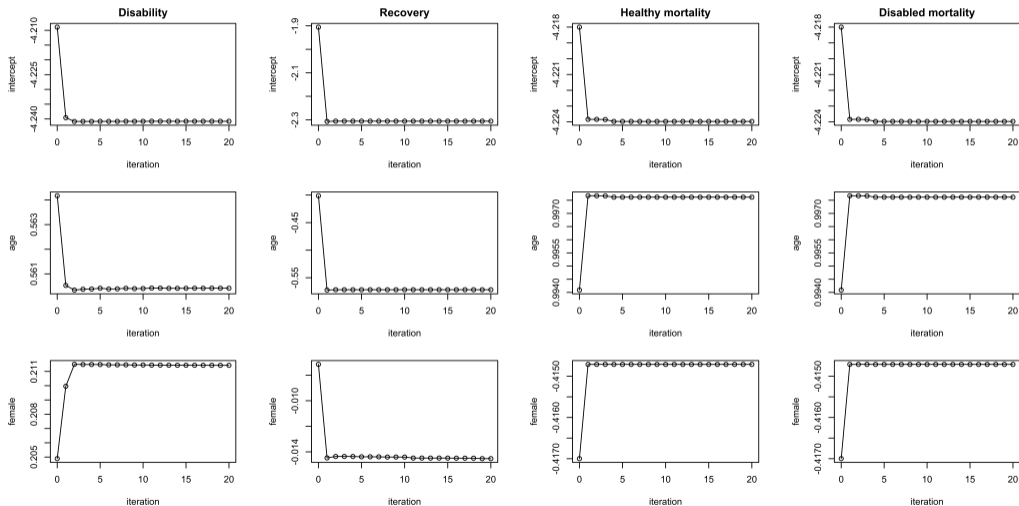 Disability
intercept
-4.210
-4.225
-4.240
0 5 10 15 20
iteration
Recovery
intercept
-1.9
-2.1
-2.3
0 5 10 15 20
iteration
Healthy mortality
intercept
-4.218
-4.221
-4.224
0 5 10 15 20
iteration
Disabled mortality
intercept
-4.218
-4.221
-4.224
0 5 10 15 20
iteration
age
0.563
0.561
0 5 10 15 20
iteration
age
-0.45
-0.55
0 5 10 15 20
iteration
age
0.9970
0.9955
0.9940
0 5 10 15 20
iteration
age
0.9970
0.9955
0.9940
0 5 10 15 20
iteration
female
0.211
0.208
0.205
0 5 10 15 20
iteration
female
-0.010
-0.014
0 5 10 15 20
iteration
female
-0.4150
-0.4160
-0.4170
0 5 10 15 20
iteration
female
-0.4150
-0.4160
-0.4170
0 5 10 15 20
iteration